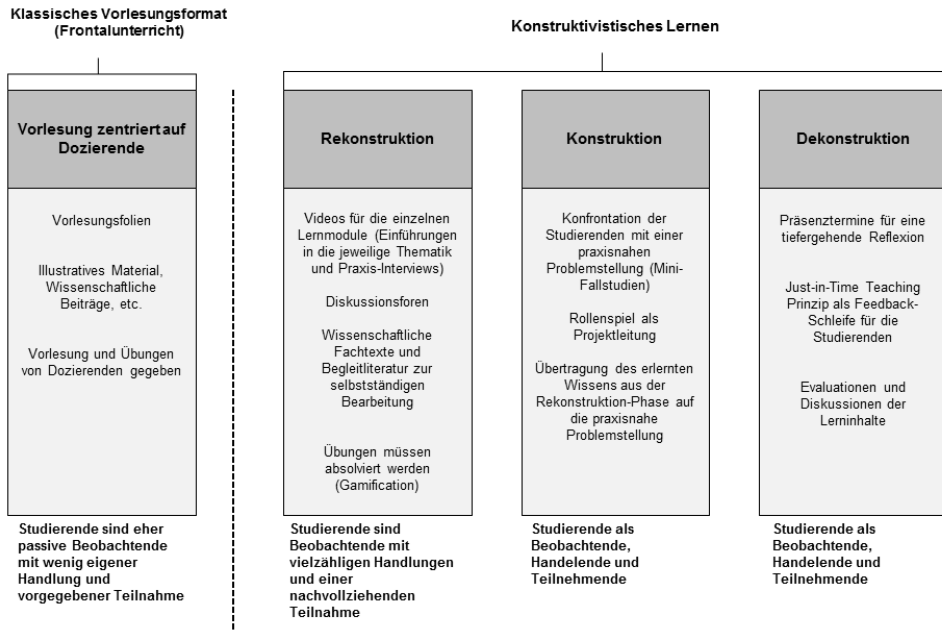 Klassisches Vorlesungsformat
(Frontalunterricht)
Konstruktivistisches Lernen
Vorlesung zentriert auf
Dozierende
Vorlesungsfolien
Illustratives Material,
Wissenschaftliche
Beiträge, etc.
Vorlesung und Übungen
von Dozierenden gegeben
Studierende sind eher
passive Beobachtende
mit wenig eigener
Handlung und
vorgegebener Teilnahme
Rekonstruktion
Videos für die einzelnen
Lernmodule (Einführungen
in die jeweilige Thematik
und Praxis-Interviews)
Diskussionsforen
Wissenschaftliche
Fachtexte und
Begleitliteratur zur
selbstständigen
Bearbeitung
Übungen müssen
absolviert werden
(Gamification)
Studierende sind
Beobachtende mit
vielzähligen Handlungen
und einer
nachvollziehenden
Teilnahme
Konstruktion
Konfrontation der
Studierenden mit einer
praxisnahen
Problemstellung (Mini-
Fallstudien)
Rollenspiel als
Projektleitung
Übertragung des erlernten
Wissens aus der
Rekonstruktion-Phase auf
die praxisnahe
Problemstellung
Studierende als
Beobachtende,
Handelende und
Teilnehmende
Dekonstruktion
Präsenztermine für eine
tiefergehende Reflexion
Just-in-Time Teaching
Prinzip als Feedback-
Schleife für die
Studierenden
Evaluationen und
Diskussionen der
Lerninhalte
Studierende als
Beobachtende,
Handelende und
Teilnehmende